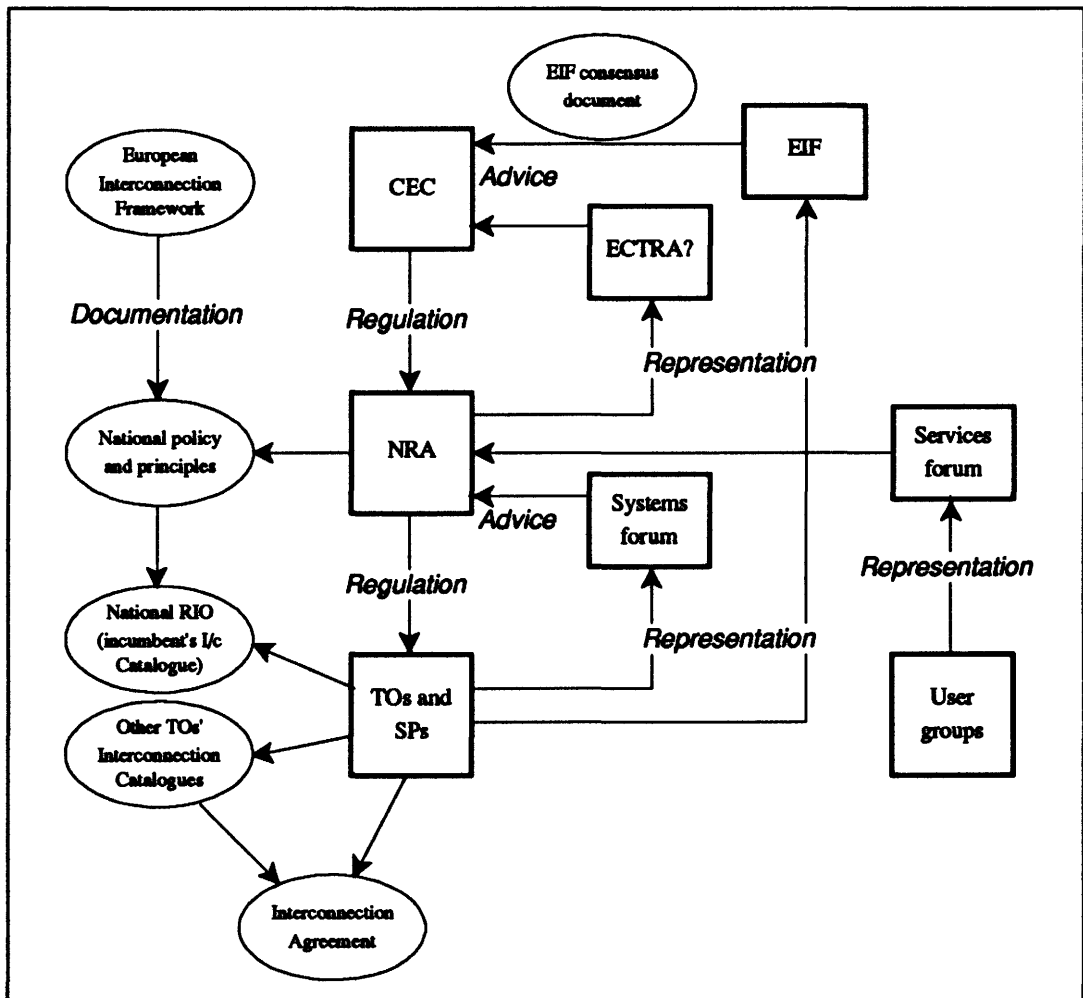 EIF consensus
document
EIF
European
Interconnection
Framework
CEC
Advice
ECTRA?
Documentation
Regulation
Representation
National policy
and principles
NRA
Services
forum
Advice
Systems
forum
Regulation
Representation
National RIO
(incumbent's I/c
Catalogue)
Representation
TOs and
SPs
User
groups
Other TOs'
Interconnection
Catalogues
Interconnection
Agreement